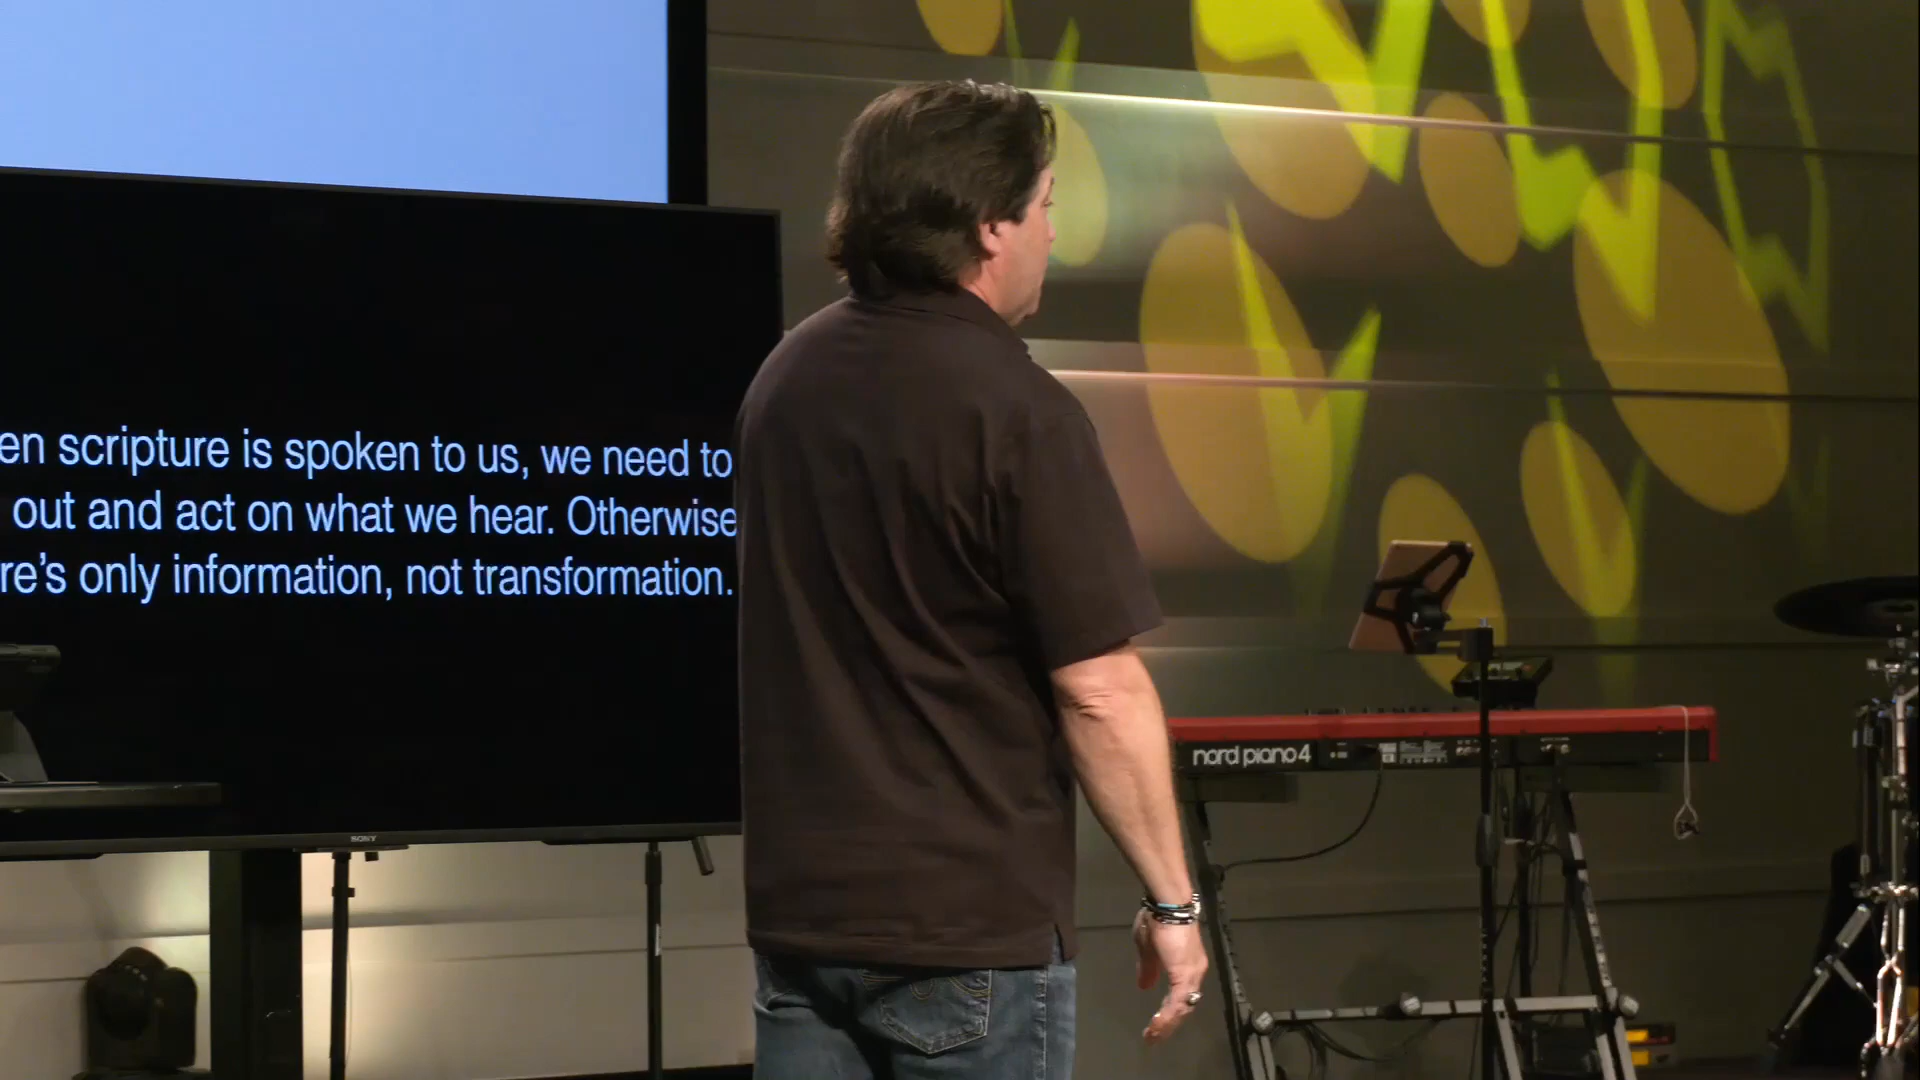 en scripture is spoken to us, we need to
out and act on what we hear. Otherwise
re's only information, not transformation.
SONY
nord piano 4